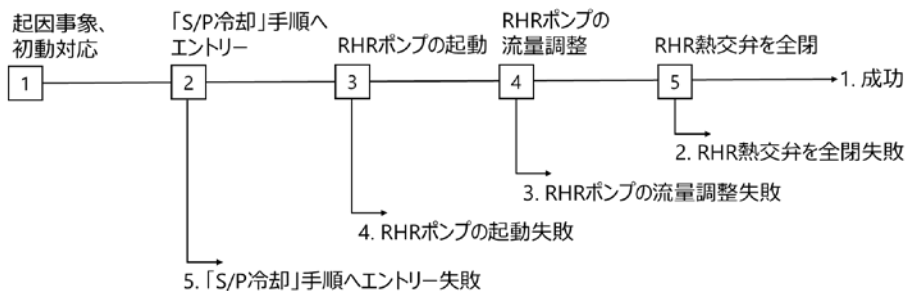 起因事象、
初動対応
「S/P冷却」手順へ
エントリー
RHRポンプの起動
RHRポンプの
流量調整
RHR熱交弁を全閉
1
2
3
4
5
1. 成功
2. RHR熱交弁を全閉失敗
3. RHRポンプの流量調整失敗
4. RHRポンプの起動失敗
5. 「S/P冷却」手順へエントリー失敗